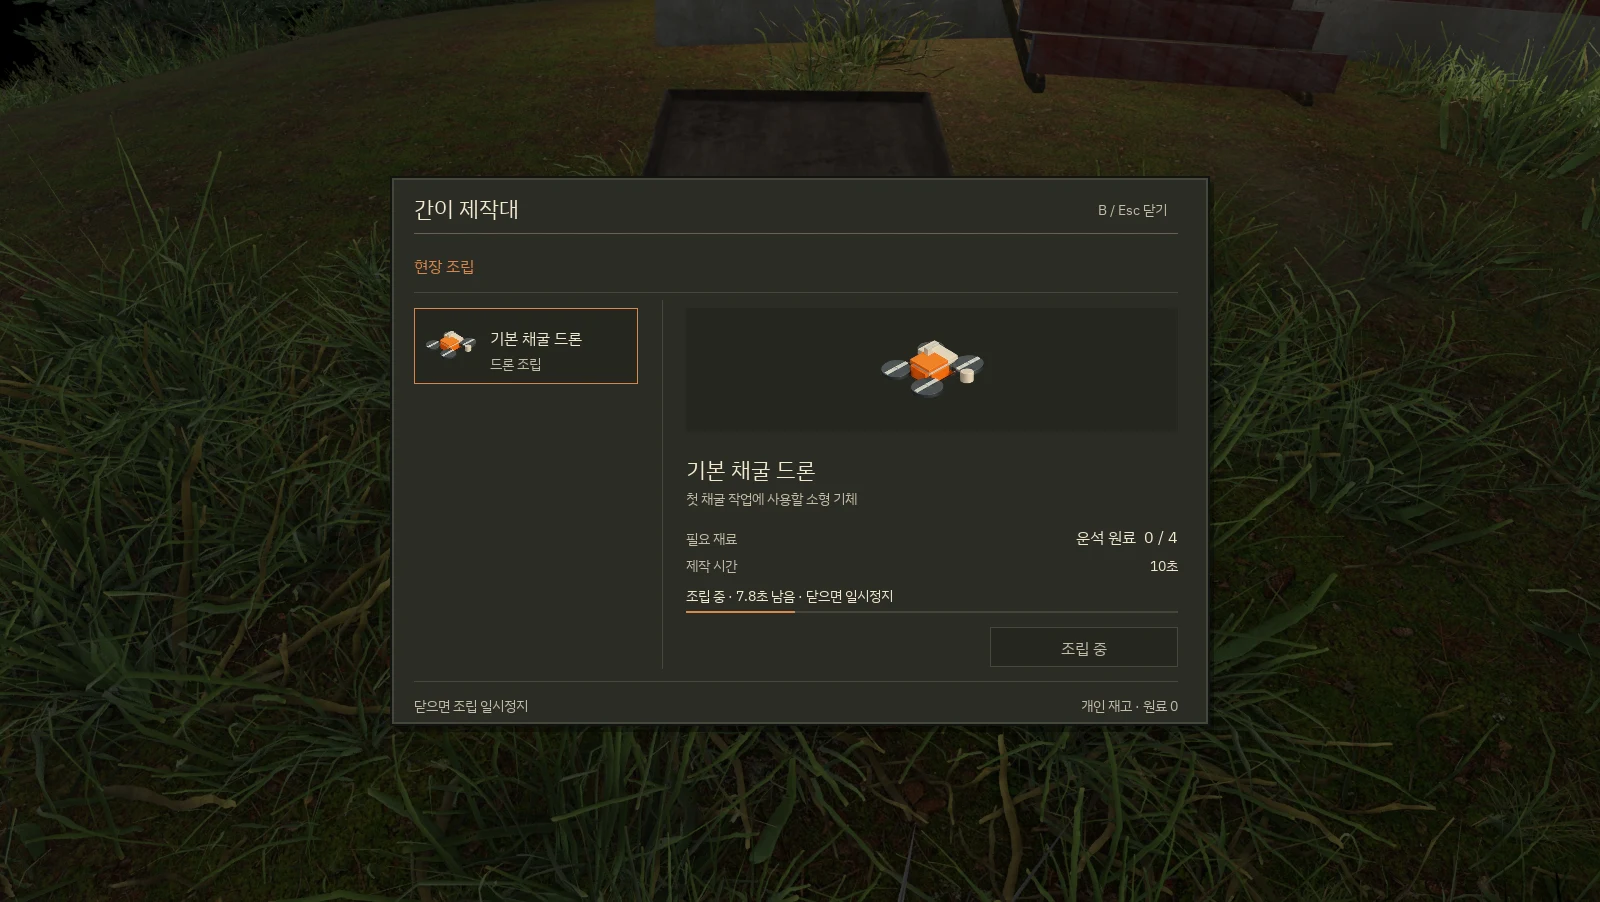 간이 제작대
B / Esc 닫기
현장 조립
기본 채굴 드론
드론 조립
기본 채굴 드론
첫 채굴 작업에 사용할 소형 기체
필요 재료
운석 원료 0 / 4
제작 시간
10초
조립 중 · 7.8초 남음 · 닫으면 일시정지
조립 중
닫으면 조립 일시정지
개인 재고 · 원료 0